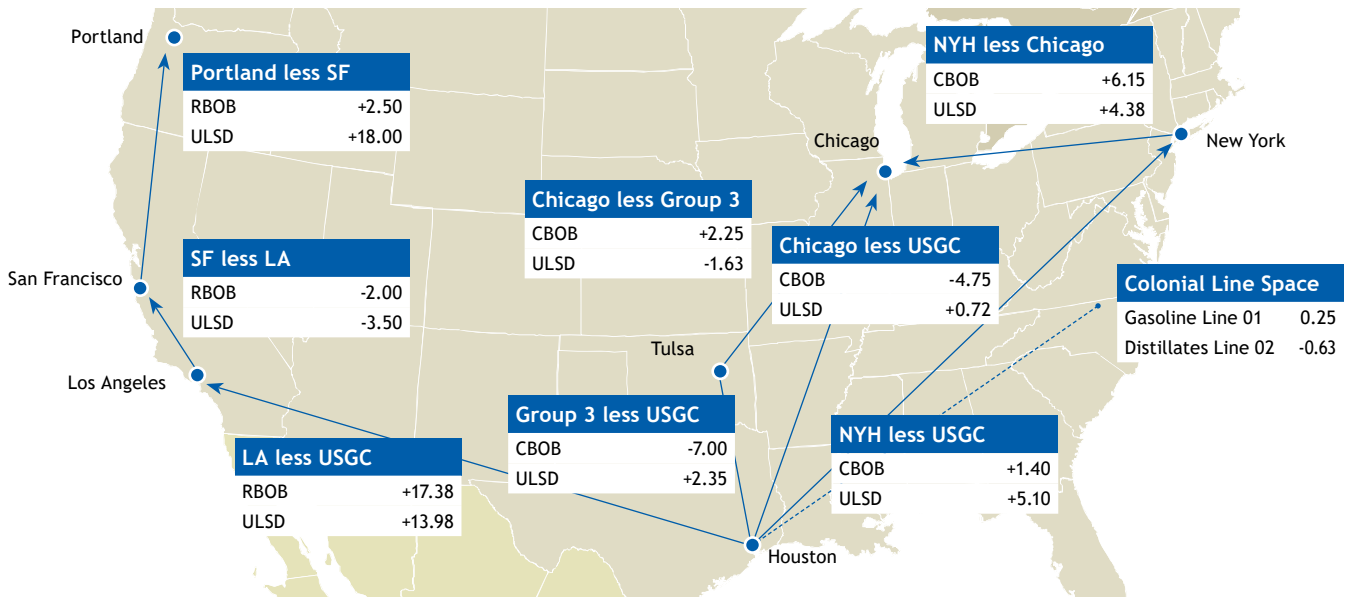 Portland
Portland less SF
RBOB +2.50
ULSD +18.00
NYH less Chicago
CBOB +6.15
ULSD +4.38
Chicago
New York
Chicago less Group 3
CBOB +2.25
ULSD -1.63
Chicago less USGC
CBOB -4.75
ULSD +0.72
San Francisco
SF less LA
RBOB -2.00
ULSD -3.50
Colonial Line Space
Gasoline Line 01 0.25
Distillates Line 02 -0.63
Tulsa
Los Angeles
Group 3 less USGC
CBOB -7.00
ULSD +2.35
NYH less USGC
CBOB +1.40
ULSD +5.10
LA less USGC
RBOB +17.38
ULSD +13.98
Houston